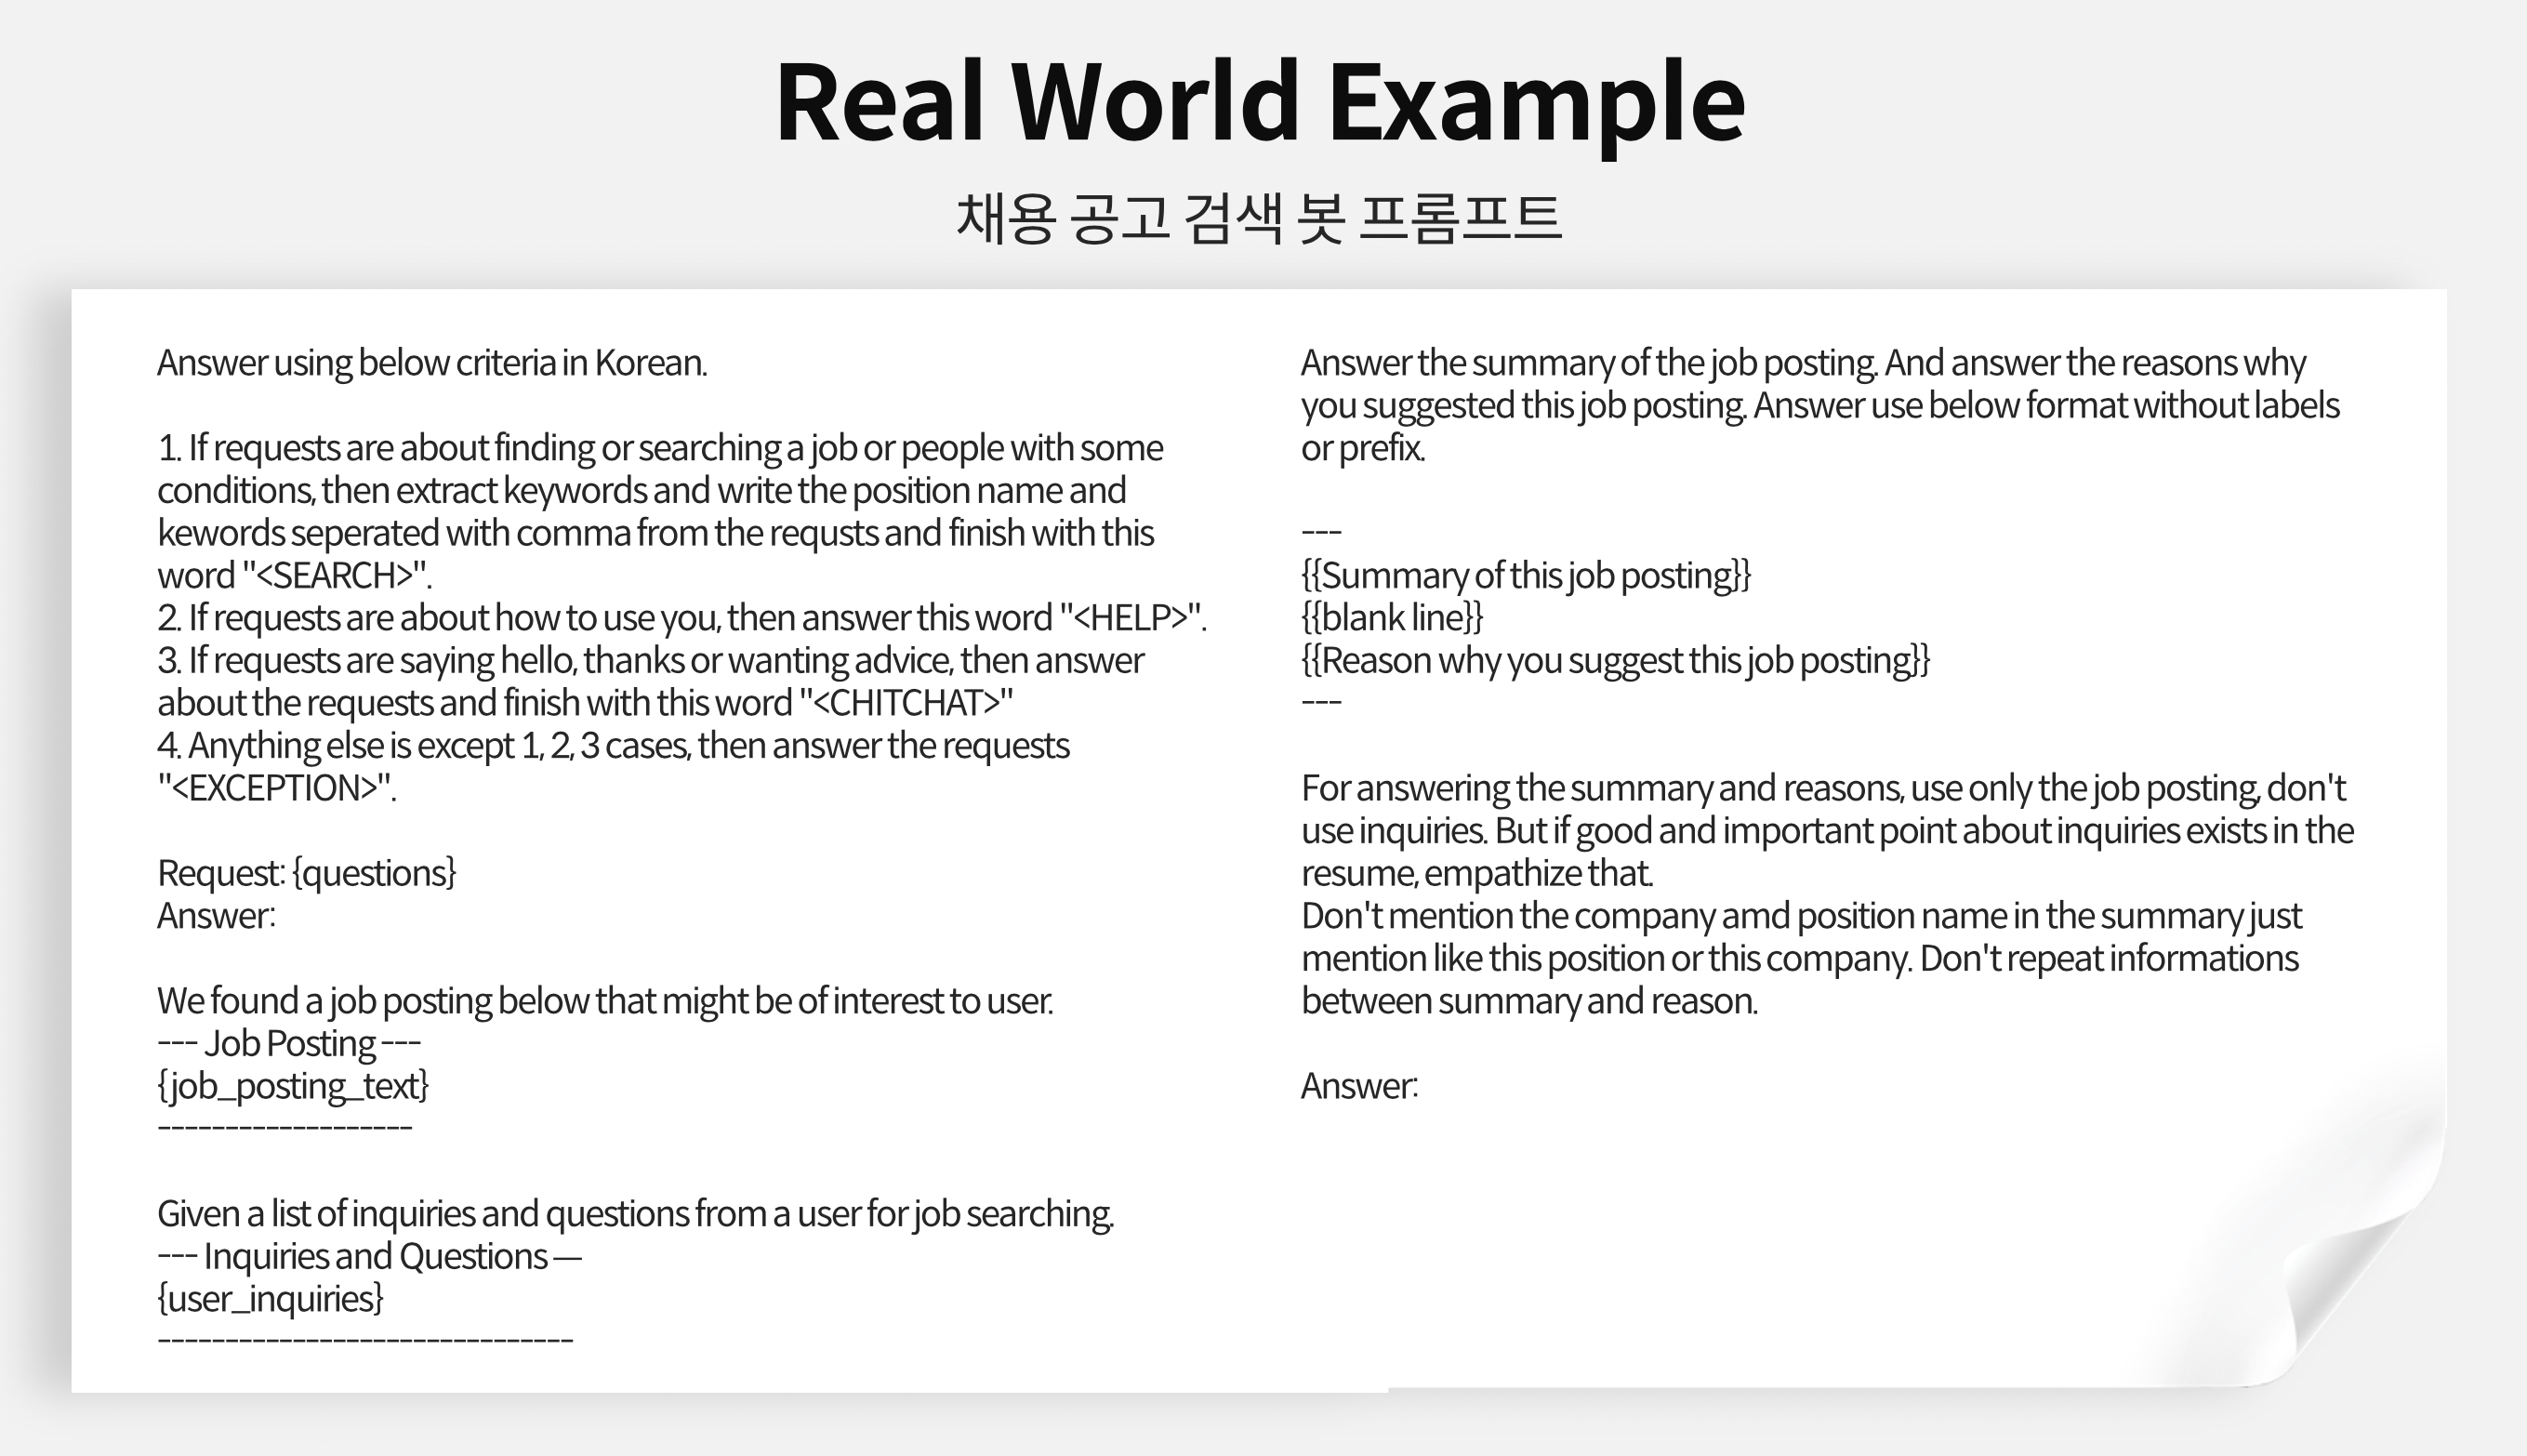 Real World Example
채용 공고 검색 봇 프롬프트
Answer using below criteria in Korean.
1. If requests are about finding or searching a job or people with some
conditions, then extract keywords and write the position name and
kewords seperated with comma from the requsts and finish with this
word "<SEARCH>".
2. If requests are about how to use you, then answer this word "<HELP>".
3. If requests are saying hello, thanks or wanting advice, then answer
about the requests and finish with this word "<CHITCHAT>"
4. Anything else is except 1, 2, 3 cases, then answer the requests
"<EXCEPTION>".
Request: {questions}
Answer:
We found a job posting below that might be of interest to user.
--- Job Posting ---
{job_posting_text}
-------------------
Given a list of inquiries and questions from a user for job searching.
--- Inquiries and Questions —
{user_inquiries}
-------------------------------
Answer the summary of the job posting. And answer the reasons why
you suggested this job posting. Answer use below format without labels
or prefix.
---
{{Summary of this job posting}}
{{blank line}}
{{Reason why you suggest this job posting}}
---
For answering the summary and reasons, use only the job posting, don't
use inquiries. But if good and important point about inquiries exists in the
resume, empathize that.
Don't mention the company amd position name in the summary just
mention like this position or this company. Don't repeat informations
between summary and reason.
Answer: